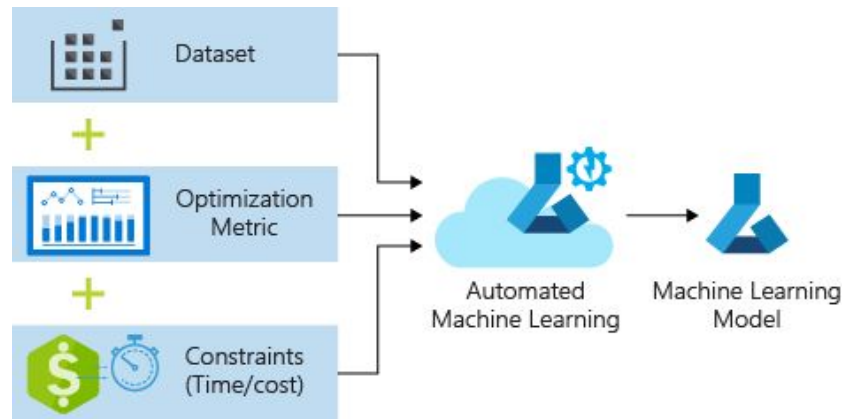 Dataset
Optimization
Metric
Constraints
(Time/cost)
Automated
Machine Learning
Machine Learning
Model